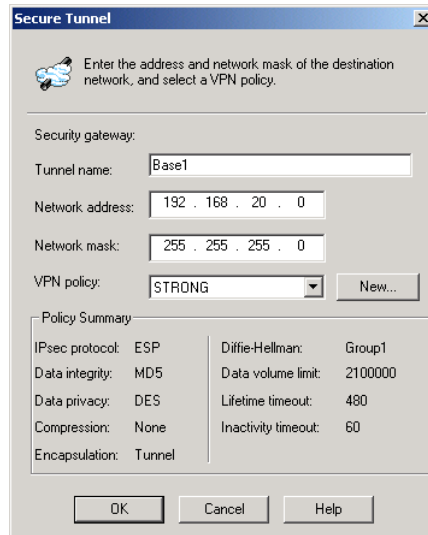 Secure Tunnel
Enter the address and network mask of the destination
network, and select a VPN policy.
Security gateway:
Tunnel name: Base1
Network address: 192 . 168 . 20 . 0
Network mask: 255 . 255 . 255 . 0
VPN policy: STRONG New...
Policy Summary
IPsec protocol: ESP Diffie-Hellman: Group1
Data integrity: MD5 Data volume limit: 2100000
Data privacy: DES Lifetime timeout: 480
Compression: None Inactivity timeout: 60
Encapsulation: Tunnel
OK Cancel Help